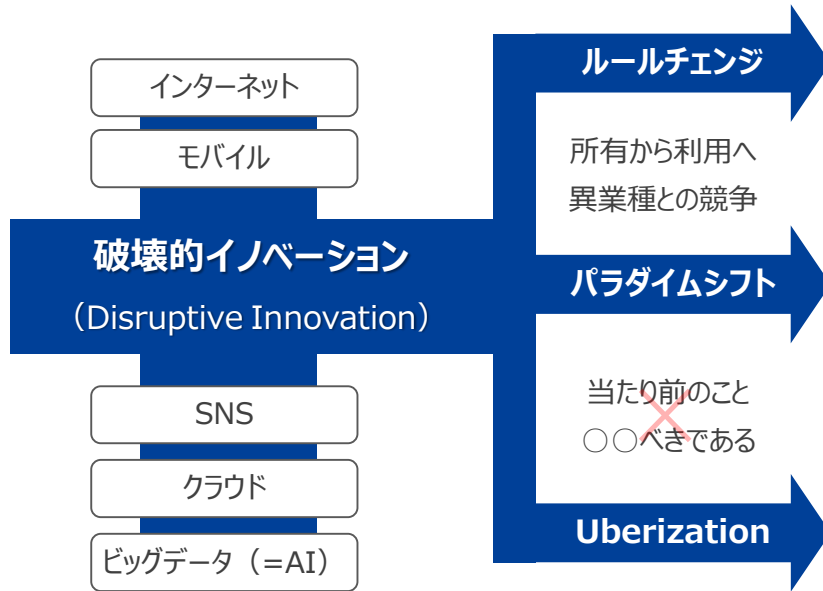 インターネット
モバイル
破壊的イノベーション
（Disruptive Innovation）
SNS
クラウド
ビッグデータ（=AI）
ルールチェンジ
所有から利用へ
異業種との競争
パラダイムシフト
当たり前のこと
○○べきである
Uberization